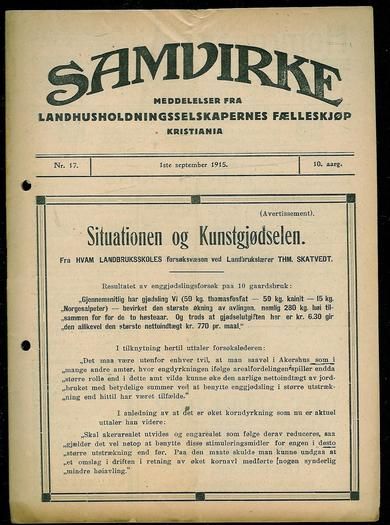 SAMVIRKE
MEDDELELSER FRA
LANDHUSHOLDNINGSSELSKAPERNES FÆLLESKJØP
KRISTIANIA
Nr. 17. 1ste september 1915. 10. aarg.
(Avertissement).
Situationen og Kunstgjødselen.
Fra HVAM LANDBRUKSSKOLES forsøksvæsen ved Landbrukslærer THM. SKATVEDT.
Resultatet av enggjødslingsforsøk paa 10 gaardsbruk:
„Gjennemsnittlig har gjødsling VI (59 kg. thomasfosfat — 59 kg. kainit — 15 kg.
„Norgesalpeter) — bevirket den største økning av avlingen, nemlig 280 kg. høi til-
„sammen for for de to høstaar. Og trods at gjødselutgiften her er kr. 6.30 gir
„den allikevel den største nettoindtægt kr. 770 pr. maal."
I tilknytning hertil uttaler forsøkslederen:
„Det maa være utenfor enhver tvil, at man saavel i Akershus som i
„mange andre amter, hvor engdyrkningen ifølge arealfordelingen spiller endda
„større rolle end i dette amt vilde kunne øke den aarlige nettoindtægt av jord-
„bruket med betydelige summer ved at benytte enggjødsling i større utstræk-
„ning end hittil har været tilfælde."
I anledning av at det er øket korndyrkning som nu er aktuel
uttaler han videre:
„Skal akerarealet utvides og engarealet som følge derav reduceres, saa
„gjælder det vel netop at benytte disse stimuleringsmidler for engen i desto
„større utstrækning end før. Paa den maate skulde man kunne undgaa at
„et omslag i driften i retning av øket kornavl medførte nogen synderlig
„mindre høiavling."